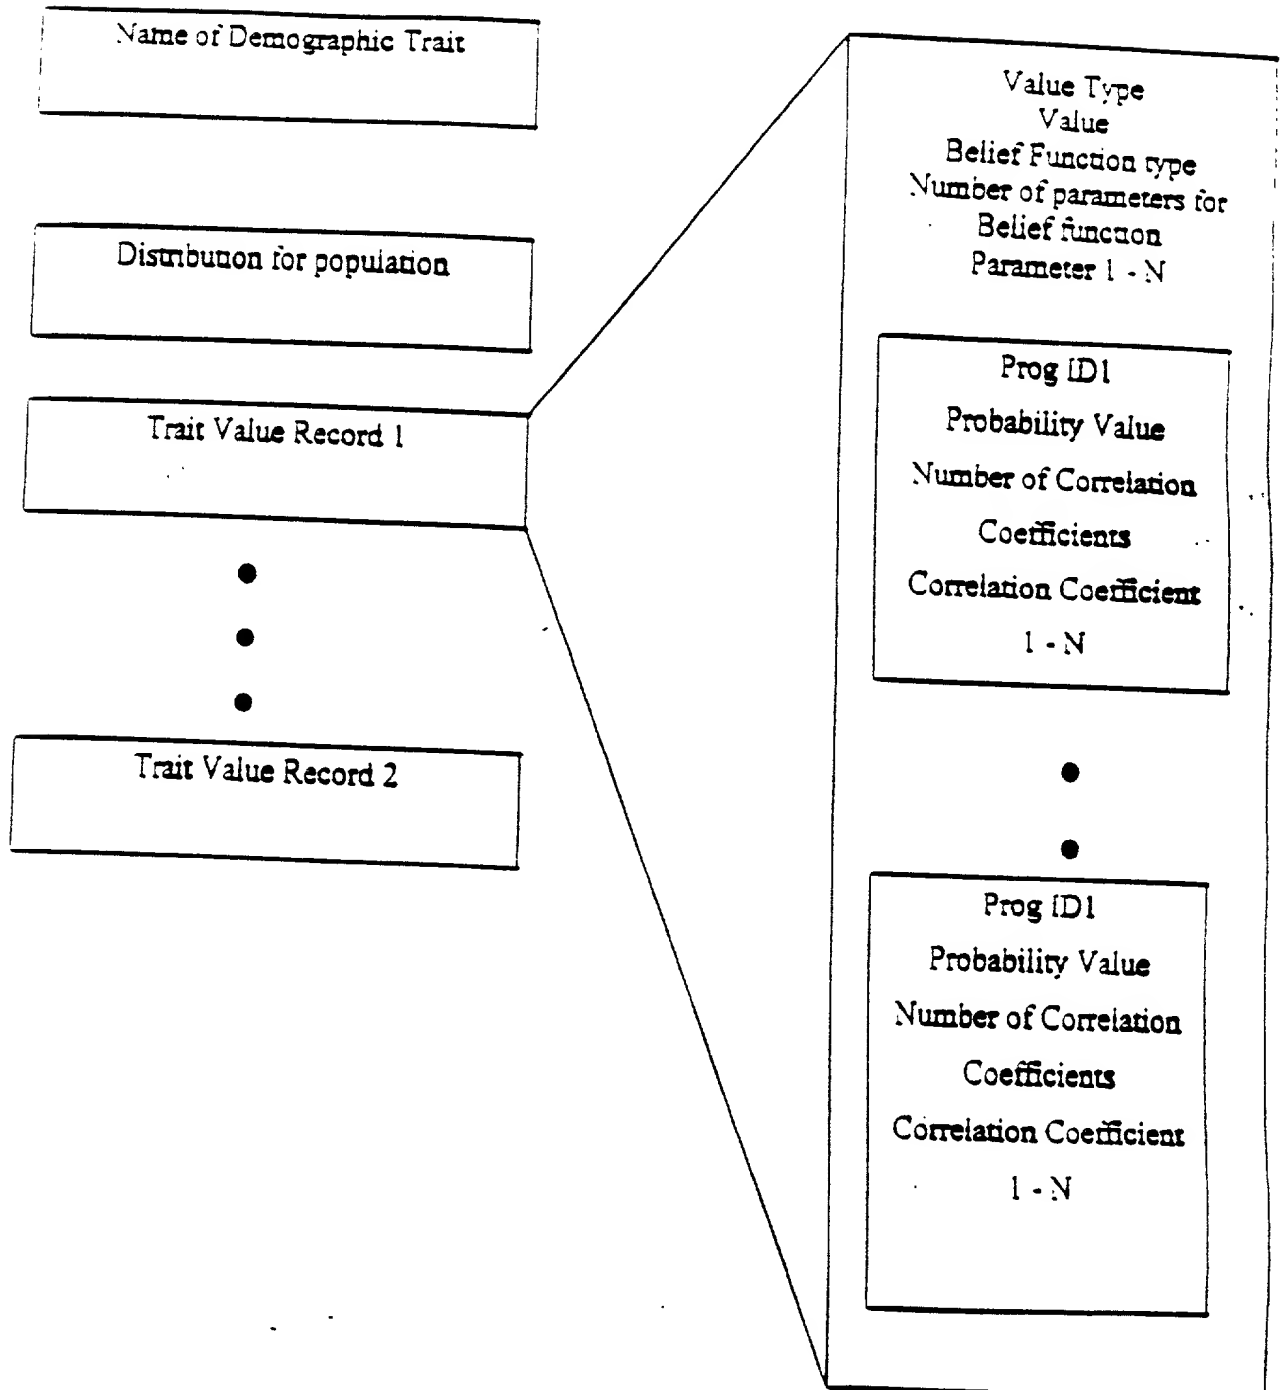 Name of Demographic Trait
Distribution for population
Trait Value Record 1
Trait Value Record 2
Value Type
Value
Belief Function type
Number of parameters for
Belief function
Parameter 1 - N
Prog ID1
Probability Value
Number of Correlation
Coefficients
Correlation Coefficient
1 - N
Prog ID1
Probability Value
Number of Correlation
Coefficients
Correlation Coefficient
1 - N